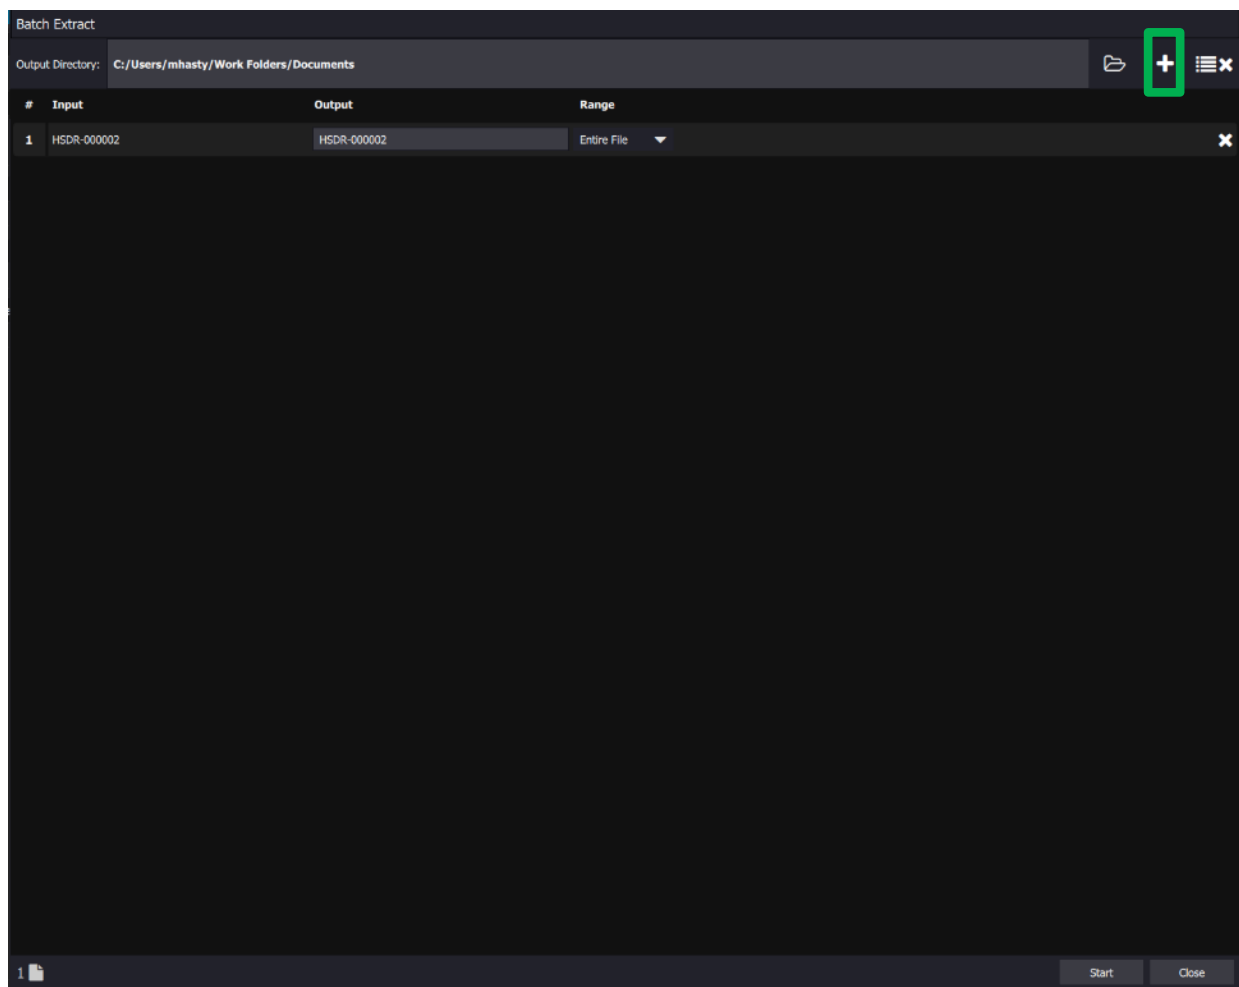 Batch Extract
Output Directory: C:/Users/mhasty/Work Folders/Documents
# Input Output Range
1 HSDR-000002 HSDR-000002 Entire File
1 Start Close